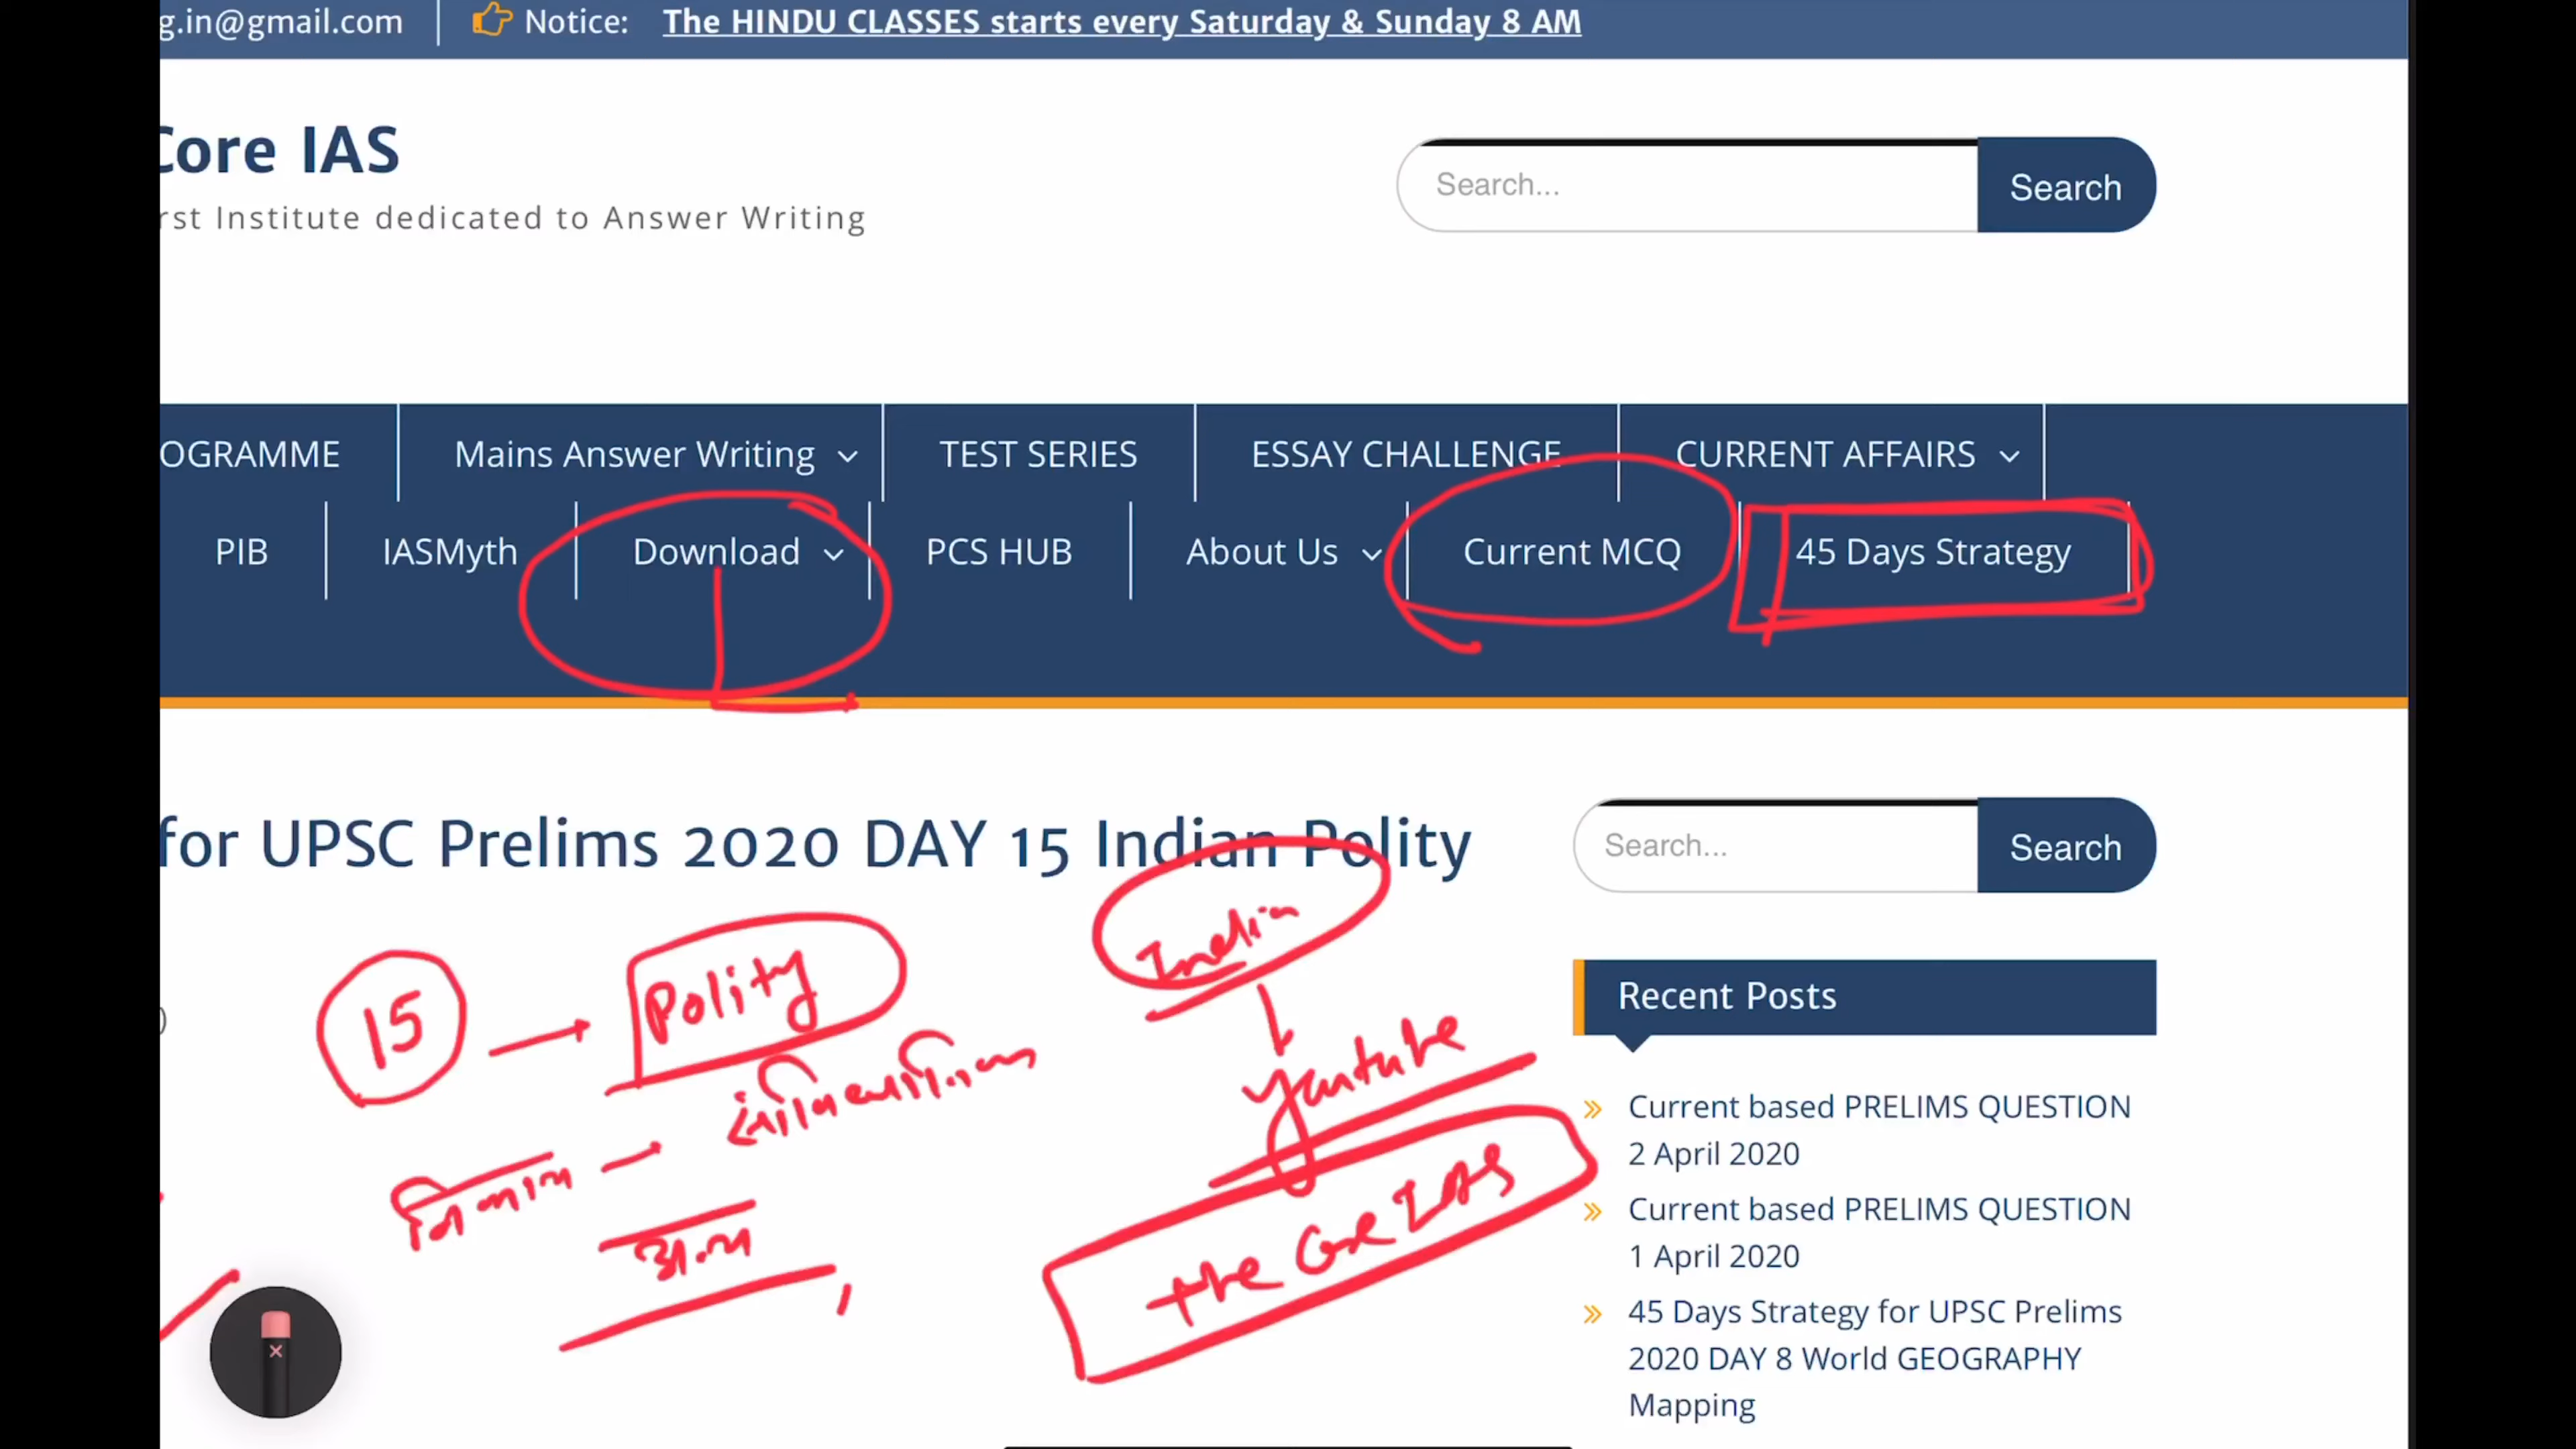 g.in@gmail.com Notice: The HINDU CLASSES starts every Saturday & Sunday 8 AM
Core IAS
rst Institute dedicated to Answer Writing
Search... Search
OGRAMME Mains Answer Writing TEST SERIES ESSAY CHALLENGE CURRENT AFFAIRS
PIB IASMyth Download PCS HUB About Us Current MCQ 45 Days Strategy
for UPSC Prelims 2020 DAY 15 Indian Polity
Search... Search
15 Polity
India
Youtube
the Core IAS
Recent Posts
Current based PRELIMS QUESTION
2 April 2020
Current based PRELIMS QUESTION
1 April 2020
45 Days Strategy for UPSC Prelims
2020 DAY 8 World GEOGRAPHY
Mapping